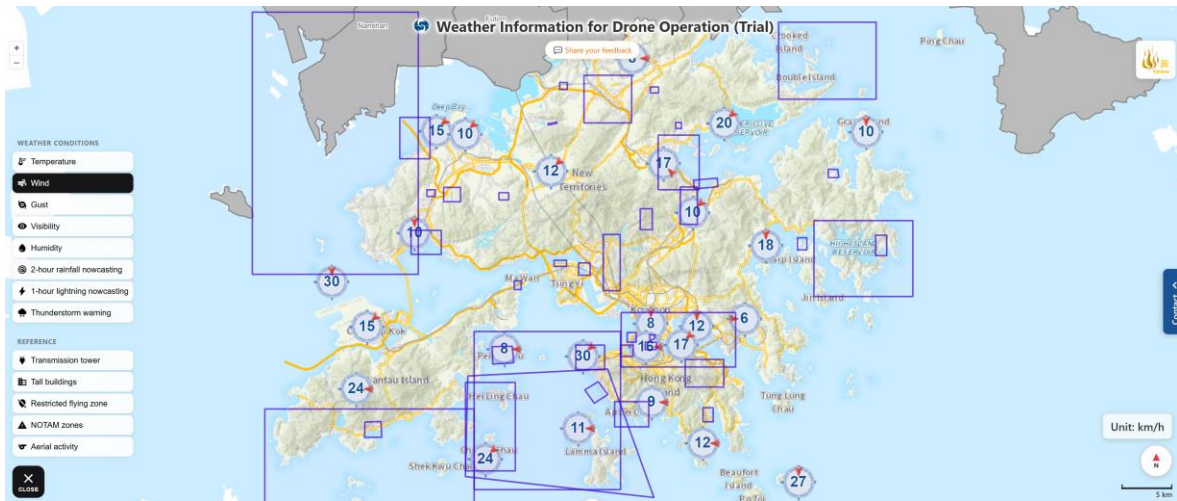 Nanshan
Weather Information for Drone Operation (Trial)
Share your feedback
Island
Double Island
Ping Chau
+
−
Yellow
Deep Bay
15
10
20
10
12
New
Territories
17
10
10
18
HIGH ISLAND
RESERVOIR
Jin Island
30
Ma Wan
Tsing Yi
15
8
12
6
8
30
16
17
24
Lantau Island
Hei Ling Chau
Hong Kong
9
Tung Lung
Chau
11
Lamma Island
12
24
Shek Kwu Chau
Beaufort
Island
27
WEATHER CONDITIONS
Temperature
Wind
Gust
Visibility
Humidity
2-hour rainfall nowcasting
1-hour lightning nowcasting
Thunderstorm warning
REFERENCE
Transmission tower
Tall buildings
Restricted flying zone
NOTAM zones
Aerial activity
CLOSE
Contact
Unit: km/h
N
5 km